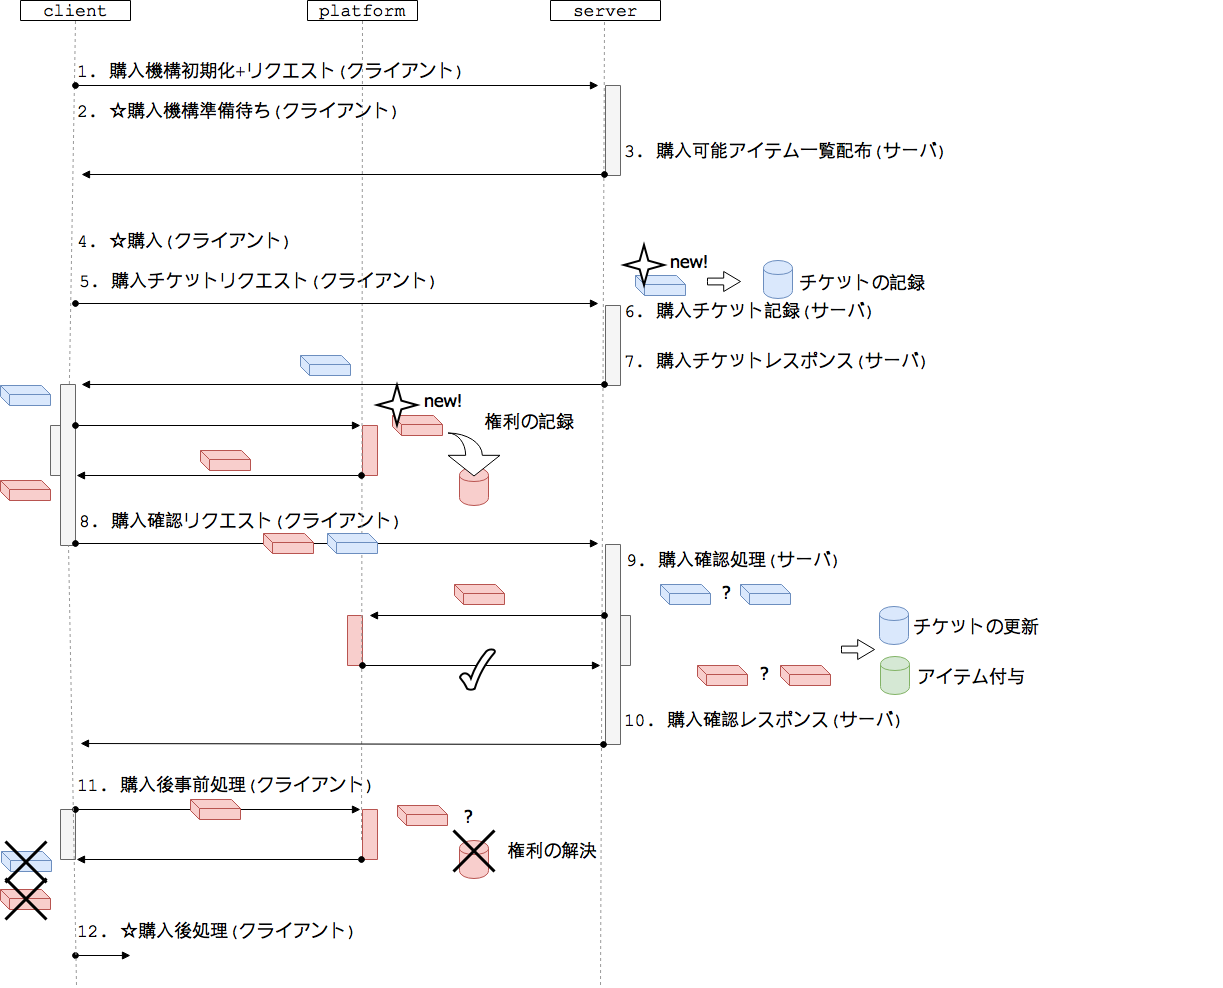 client
platform
server
1. 購入機構初期化+リクエスト(クライアント)
2. ☆購入機構準備待ち(クライアント)
3. 購入可能アイテム一覧配布(サーバ)
4. ☆購入(クライアント)
new!
5. 購入チケットリクエスト(クライアント)
チケットの記録
6. 購入チケット記録(サーバ)
7. 購入チケットレスポンス(サーバ)
new!
権利の記録
8. 購入確認リクエスト(クライアント)
9. 購入確認処理(サーバ)
?
チケットの更新
?
アイテム付与
10. 購入確認レスポンス(サーバ)
11. 購入後事前処理(クライアント)
?
権利の解決
12. ☆購入後処理(クライアント)